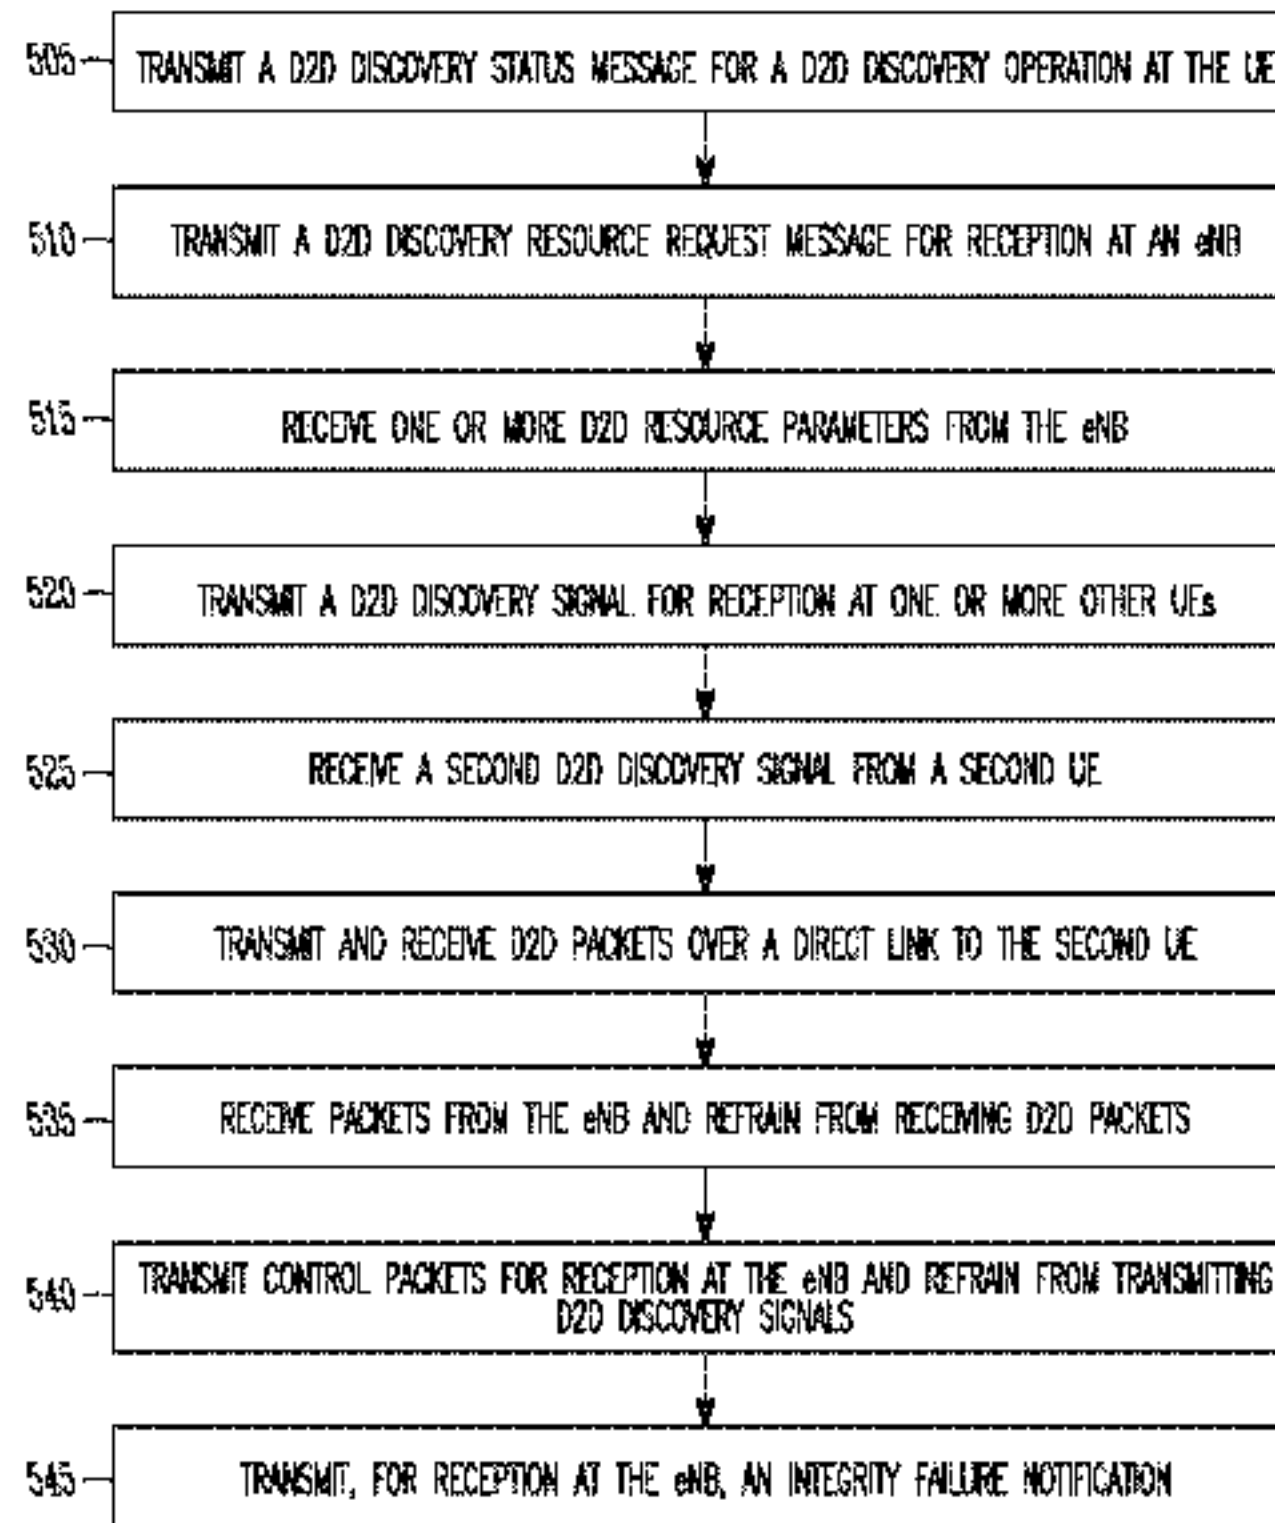 505 TRANSMIT A D2D DISCOVERY STATUS MESSAGE FOR A D2D DISCOVERY OPERATION AT THE UE
510 TRANSMIT A D2D DISCOVERY RESOURCE REQUEST MESSAGE FOR RECEPTION AT AN eNB
515 RECEIVE ONE OR MORE D2D RESOURCE PARAMETERS FROM THE eNB
520 TRANSMIT A D2D DISCOVERY SIGNAL FOR RECEPTION AT ONE OR MORE OTHER UEs
525 RECEIVE A SECOND D2D DISCOVERY SIGNAL FROM A SECOND UE
530 TRANSMIT AND RECEIVE D2D PACKETS OVER A DIRECT LINK TO THE SECOND UE
535 RECEIVE PACKETS FROM THE eNB AND REFRAIN FROM RECEIVING D2D PACKETS
540 TRANSMIT CONTROL PACKETS FOR RECEPTION AT THE eNB AND REFRAIN FROM TRANSMITTING
D2D DISCOVERY SIGNALS
545 TRANSMIT, FOR RECEPTION AT THE eNB, AN INTEGRITY FAILURE NOTIFICATION